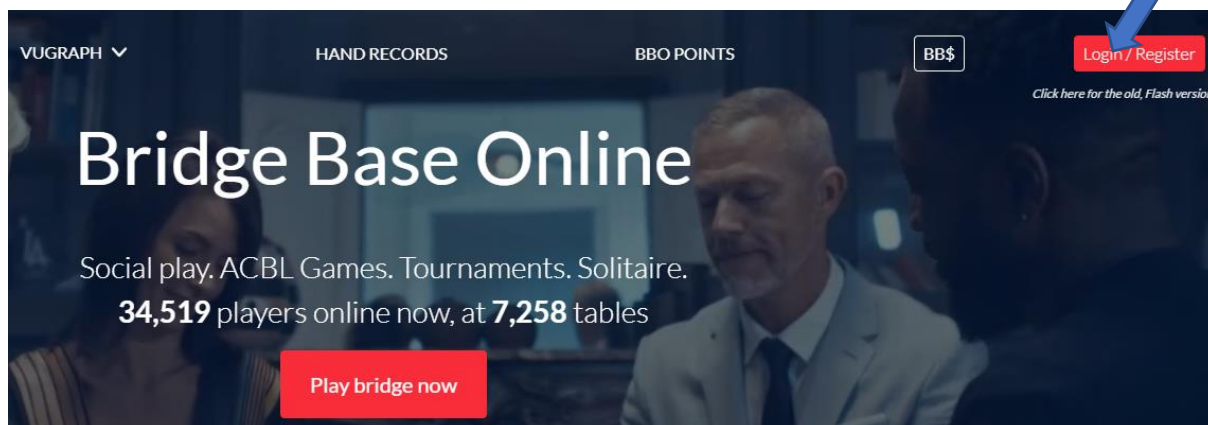 VUGRAPH
HAND RECORDS
BBO POINTS
BB$
Login / Register
Click here for the old, Flash version
Bridge Base Online
Social play. ACBL Games. Tournaments. Solitaire.
34,519 players online now, at 7,258 tables
Play bridge now